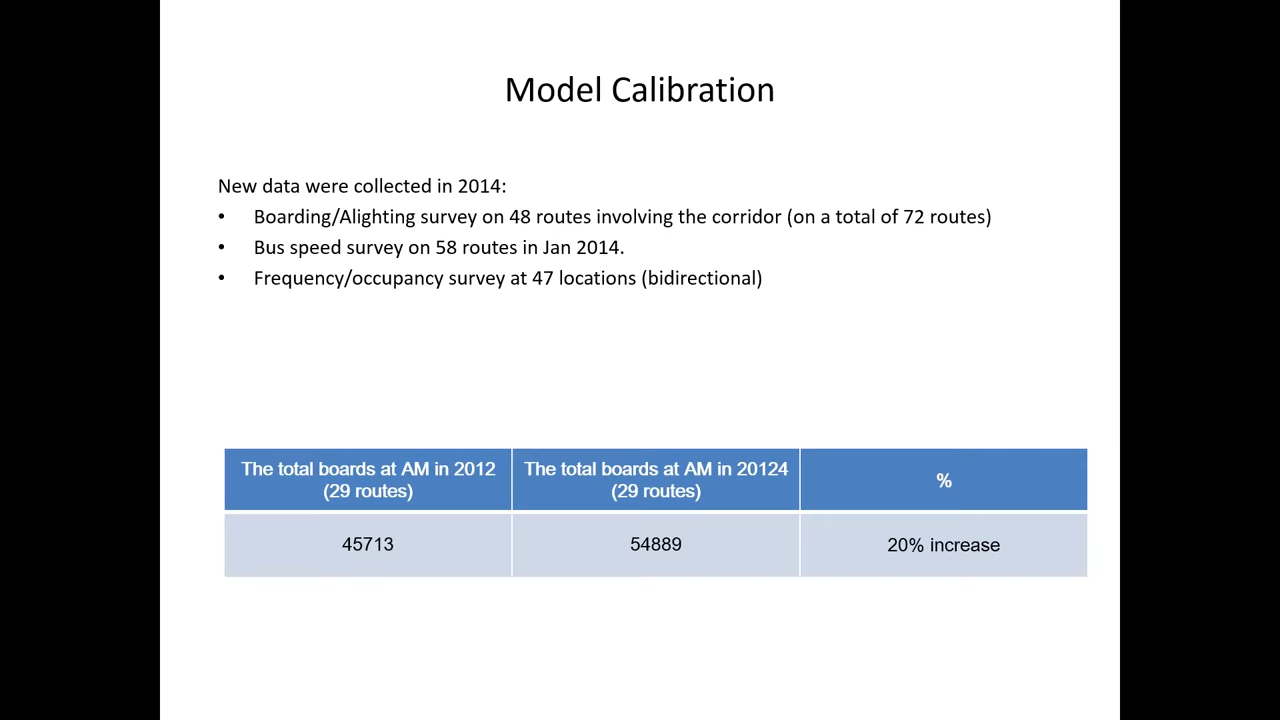 Model Calibration
New data were collected in 2014:
• Boarding/Alighting survey on 48 routes involving the corridor (on a total of 72 routes)
• Bus speed survey on 58 routes in Jan 2014.
• Frequency/occupancy survey at 47 locations (bidirectional)
The total boards at AM in 2012
(29 routes)
The total boards at AM in 20124
(29 routes)
%
45713
54889
20% increase